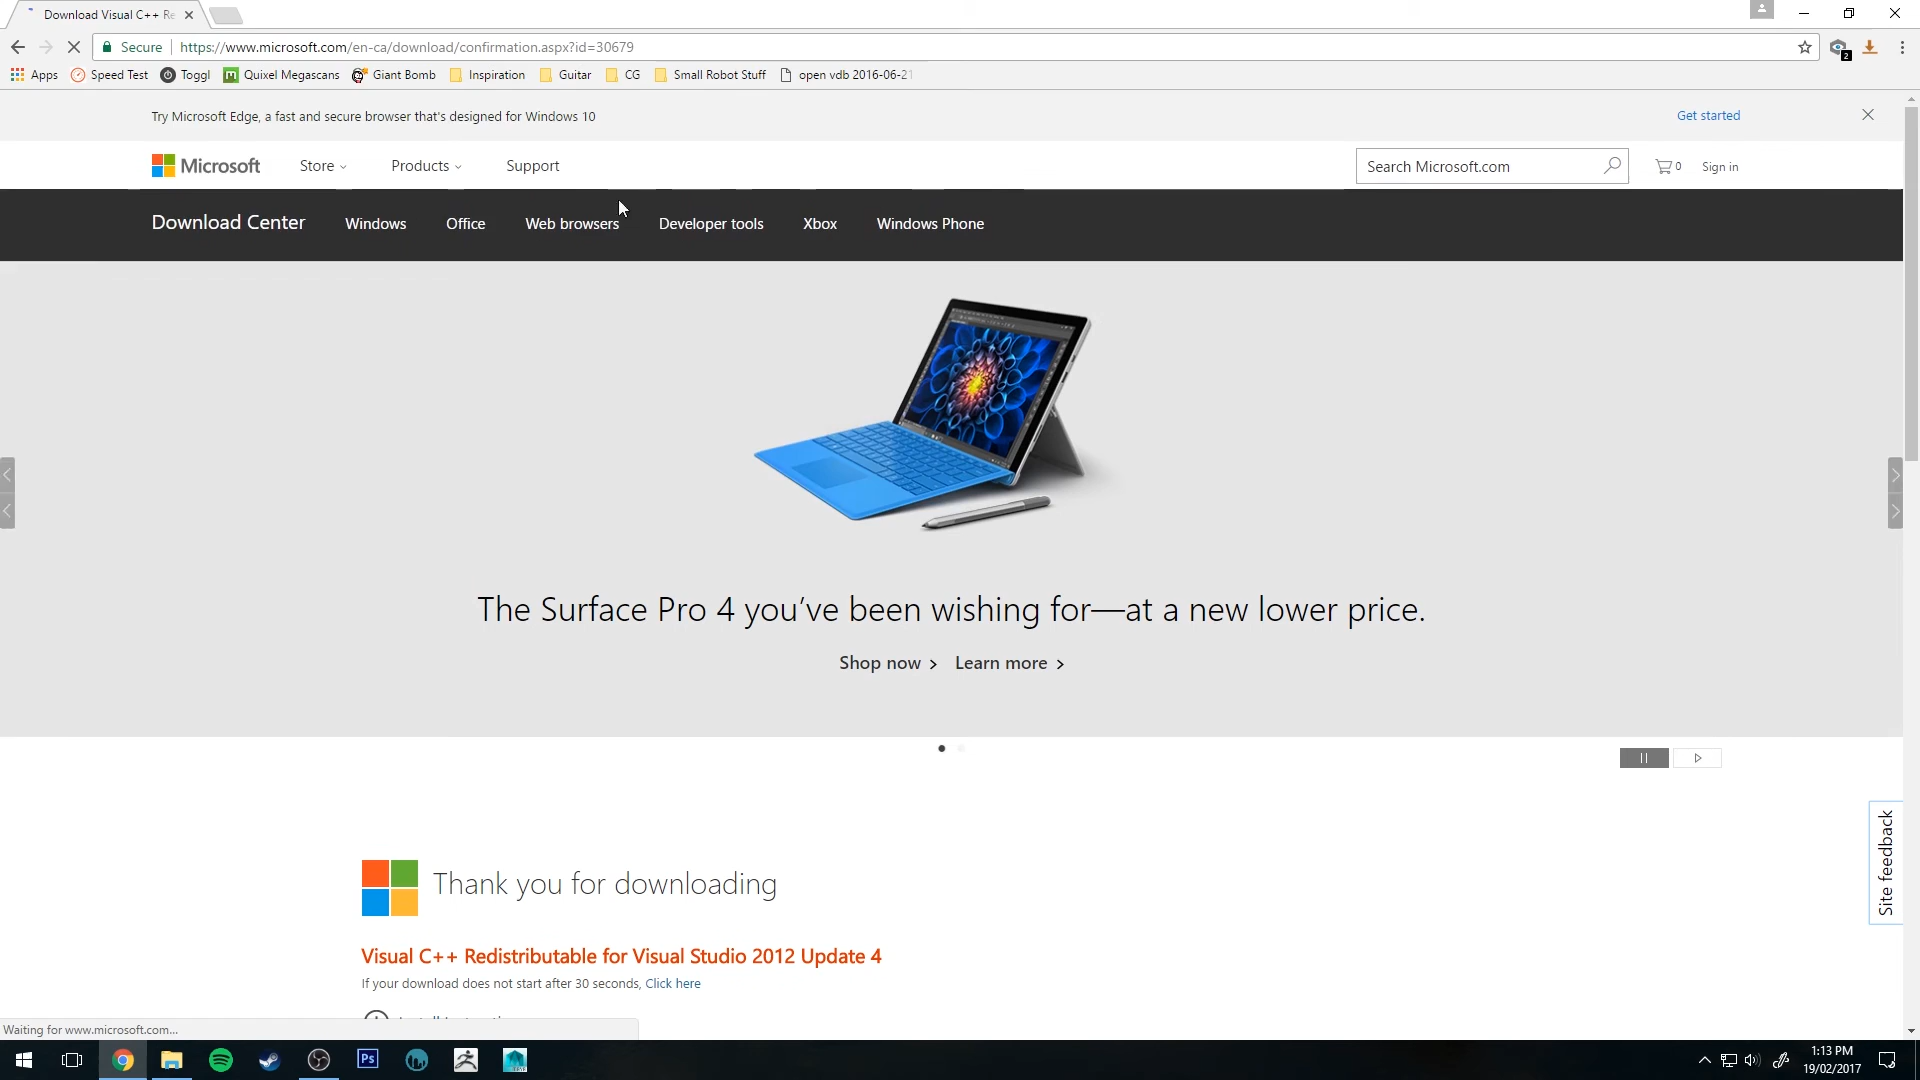 Download Visual C++ Re
Secure https://www.microsoft.com/en-ca/download/confirmation.aspx?id=30679
2
Apps Speed Test Toggl Quixel Megascans Giant Bomb Inspiration Guitar CG Small Robot Stuff open vdb 2016-06-21
Try Microsoft Edge, a fast and secure browser that's designed for Windows 10 Get started
Microsoft Store Products Support Search Microsoft.com 0 Sign in
Download Center Windows Office Web browsers Developer tools Xbox Windows Phone
The Surface Pro 4 you’ve been wishing for—at a new lower price.
Shop now > Learn more >
Site feedback
Thank you for downloading
Visual C++ Redistributable for Visual Studio 2012 Update 4
If your download does not start after 30 seconds, Click here
Waiting for www.microsoft.com...
Ps
1:13 PM
19/02/2017